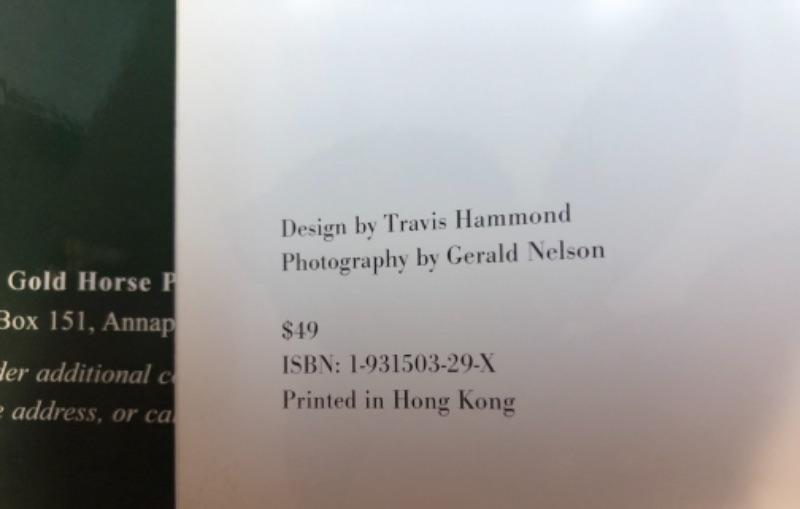 Gold Horse P
Box 151, Annap
der additional c
address, or ca
Design by Travis Hammond
Photography by Gerald Nelson
$49
ISBN: 1-931503-29-X
Printed in Hong Kong